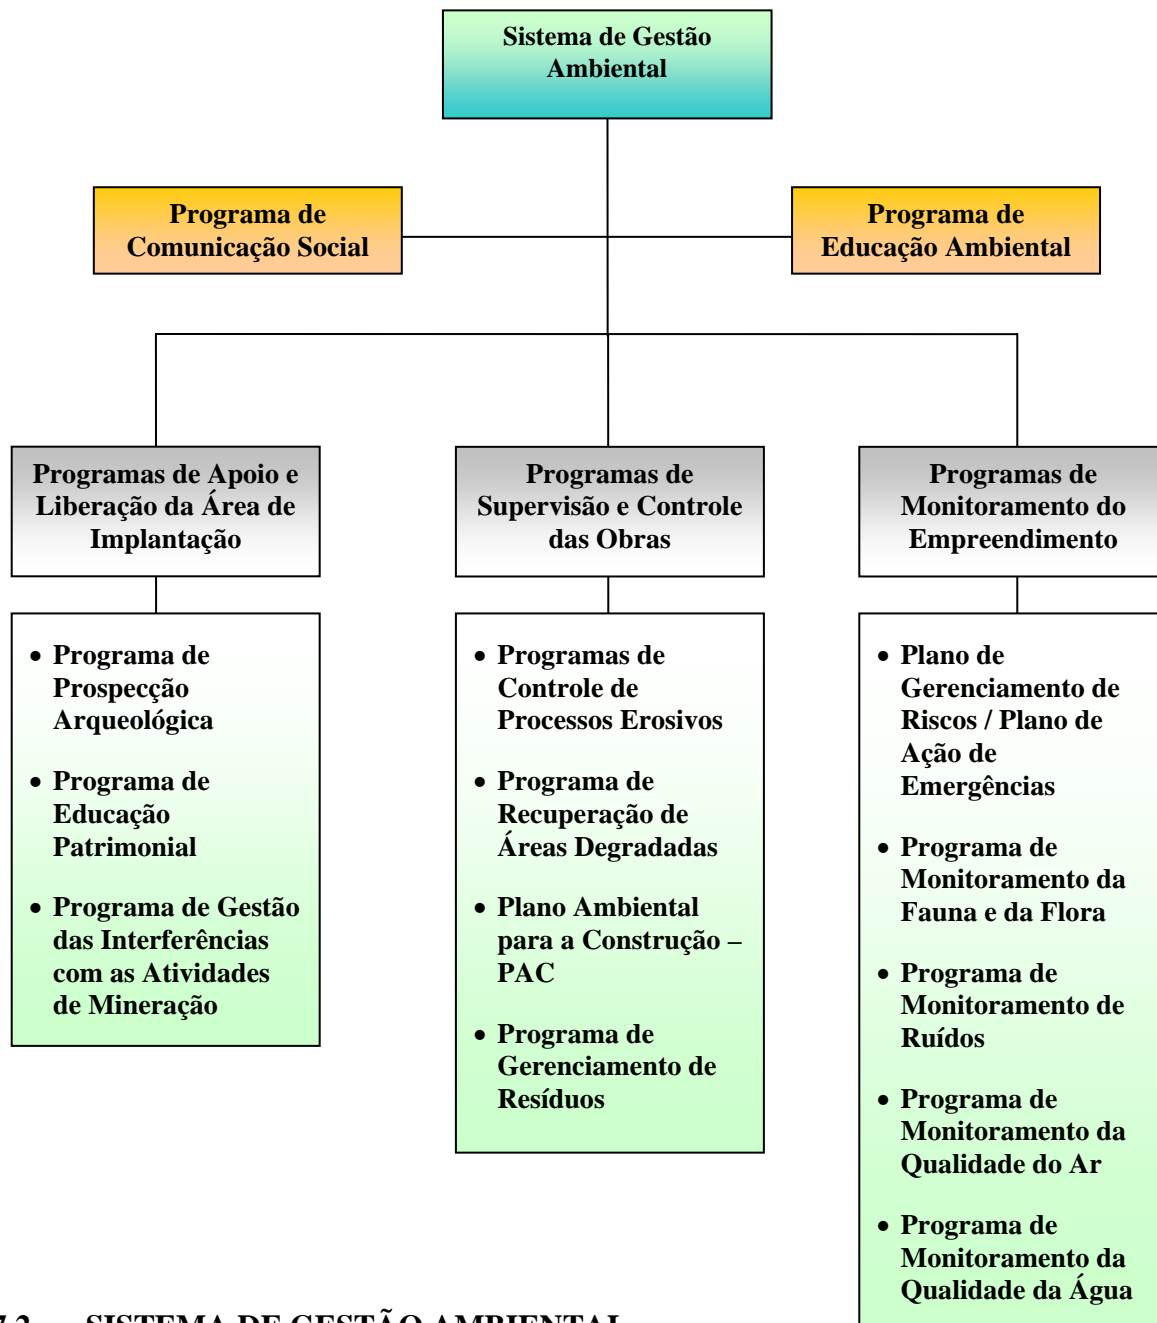 Sistema de Gestão
Ambiental
Programa de
Comunicação Social
Programa de
Educação Ambiental
Programas de Apoio e
Liberação da Área de
Implantação
Programas de
Supervisão e Controle
das Obras
Programas de
Monitoramento do
Empreendimento
• Programa de
Prospecção
Arqueológica
• Programa de
Educação
Patrimonial
• Programa de Gestão
das Interferências
com as Atividades
de Mineração
• Programas de
Controle de
Processos Erosivos
• Programa de
Recuperação de
Áreas Degradadas
• Plano Ambiental
para a Construção –
PAC
• Programa de
Gerenciamento de
Resíduos
• Plano de
Gerenciamento de
Riscos / Plano de
Ação de
Emergências
• Programa de
Monitoramento da
Fauna e da Flora
• Programa de
Monitoramento de
Ruídos
• Programa de
Monitoramento da
Qualidade do Ar
• Programa de
Monitoramento da
Qualidade da Água
SISTEMA DE GESTÃO AMBIENTAL